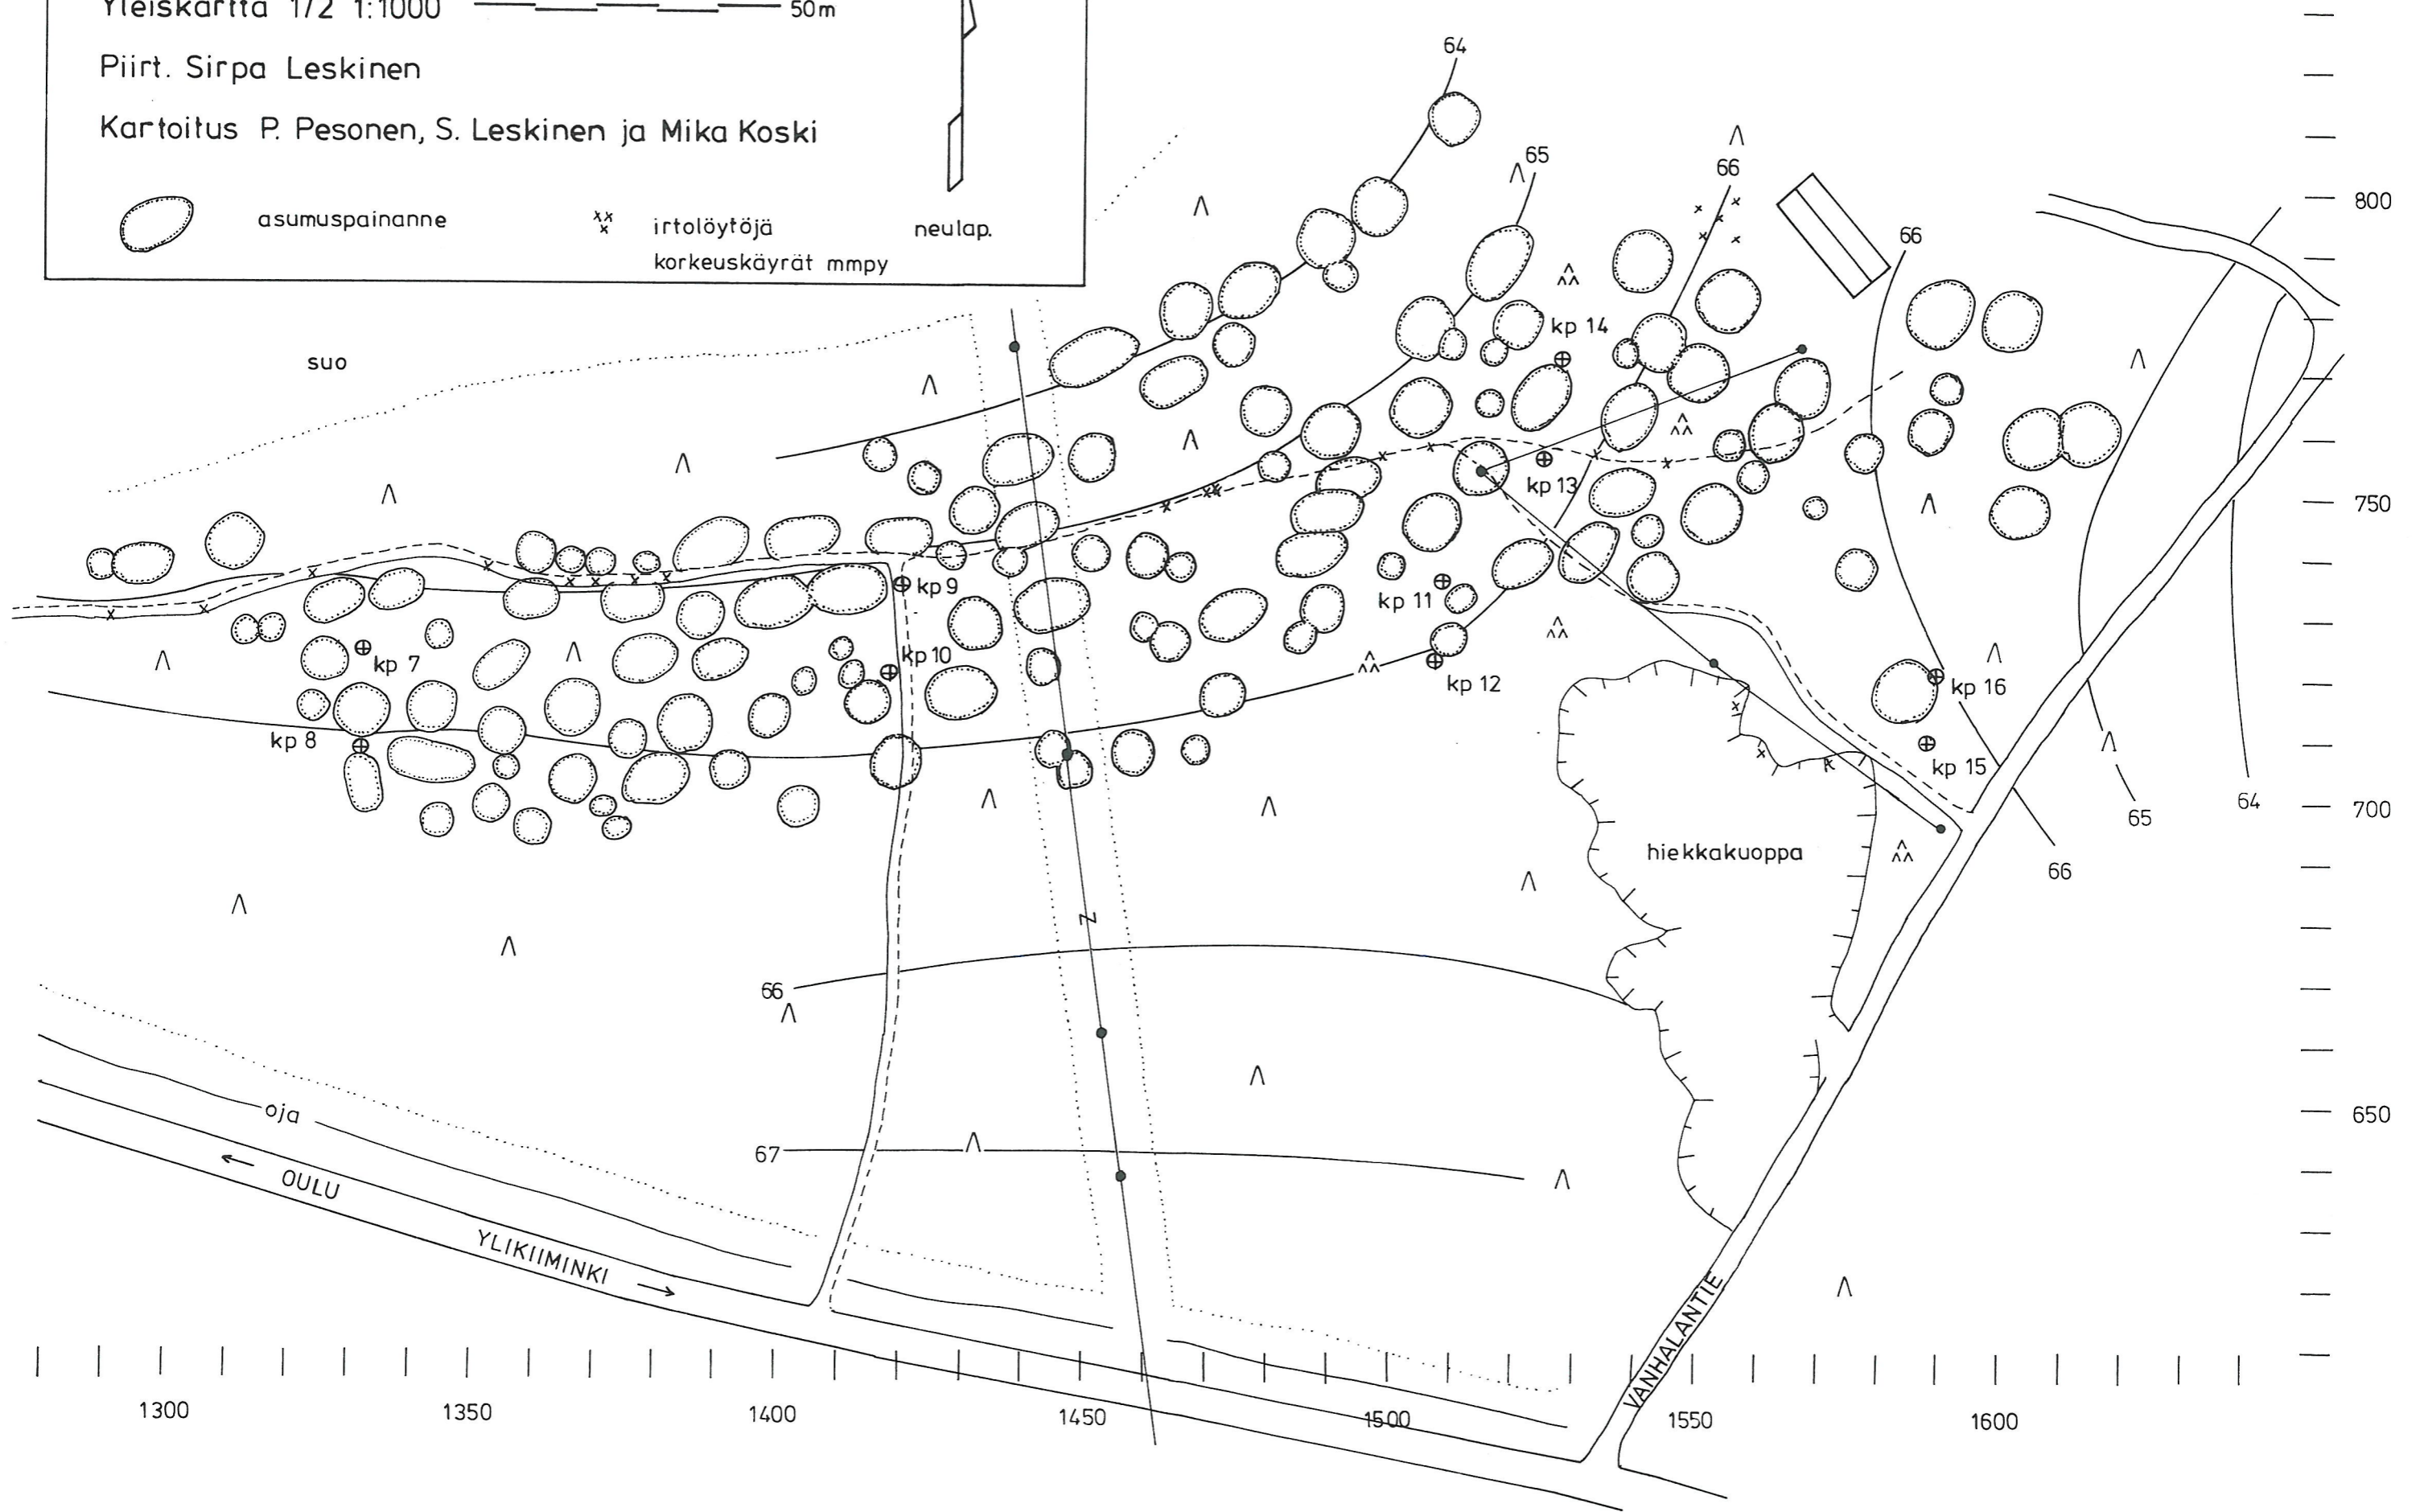 Yleiskartta 1/2 1:1000 50m
Piirt. Sirpa Leskinen
Kartoitus P. Pesonen, S. Leskinen ja Mika Koski
asumuspainanne
irtolöytöjä
neulap.
korkeuskäyrät mmpy
64
65
66
66
800
suo
kp 14
750
kp 13
kp 9
kp 11
kp 10
kp 7
kp 12
kp 16
kp 8
kp 15
65
64
700
hiekkakuoppa
66
N
66
oja
650
67
OULU
YLIKIIMINKI
VANHALANTIE
1300
1350
1400
1450
1500
1550
1600